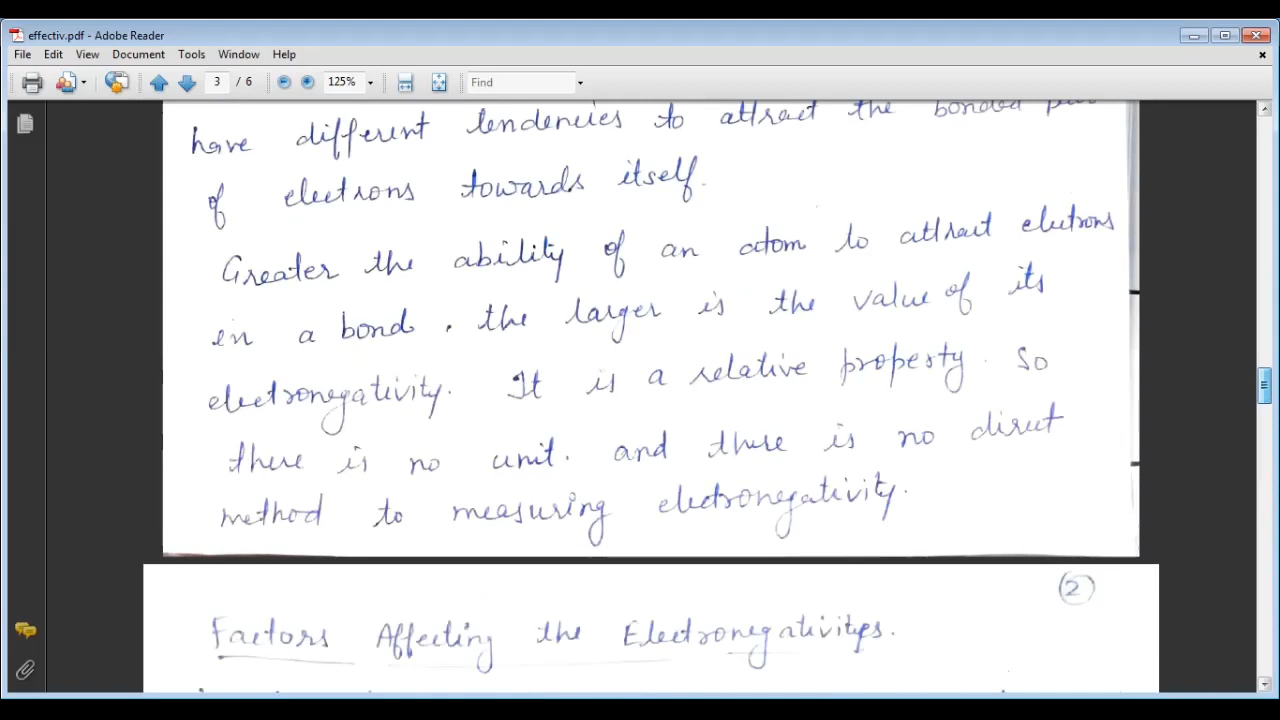 effectiv.pdf - Adobe Reader
File Edit View Document Tools Window Help
3 / 6 125% Find
have different tendencies to attract the bonded
of electrons towards itself.
Greater the ability of an atom to attract electrons
in a bond, the larger is the value of its
electronegativity. It is a relative property. So
there is no unit. and there is no direct
method to measuring electronegativity.
(2)
Factors Affecting the Electronegativityes.